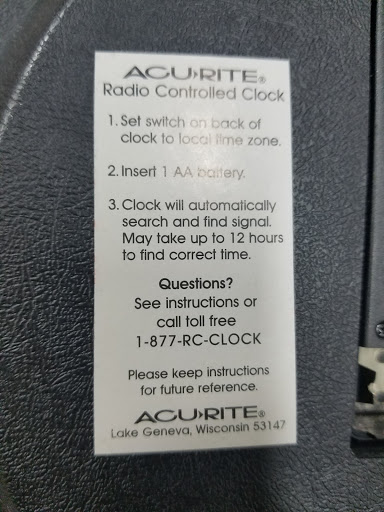 ACU›RITE®
Radio Controlled Clock
1. Set switch on back of
clock to local time zone.
2. Insert 1 AA battery.
3. Clock will automatically
search and find signal.
May take up to 12 hours
to find correct time.
Questions?
See instructions or
call toll free
1-877-RC-CLOCK
Please keep instructions
for future reference.
ACU›RITE®
Lake Geneva, Wisconsin 53147